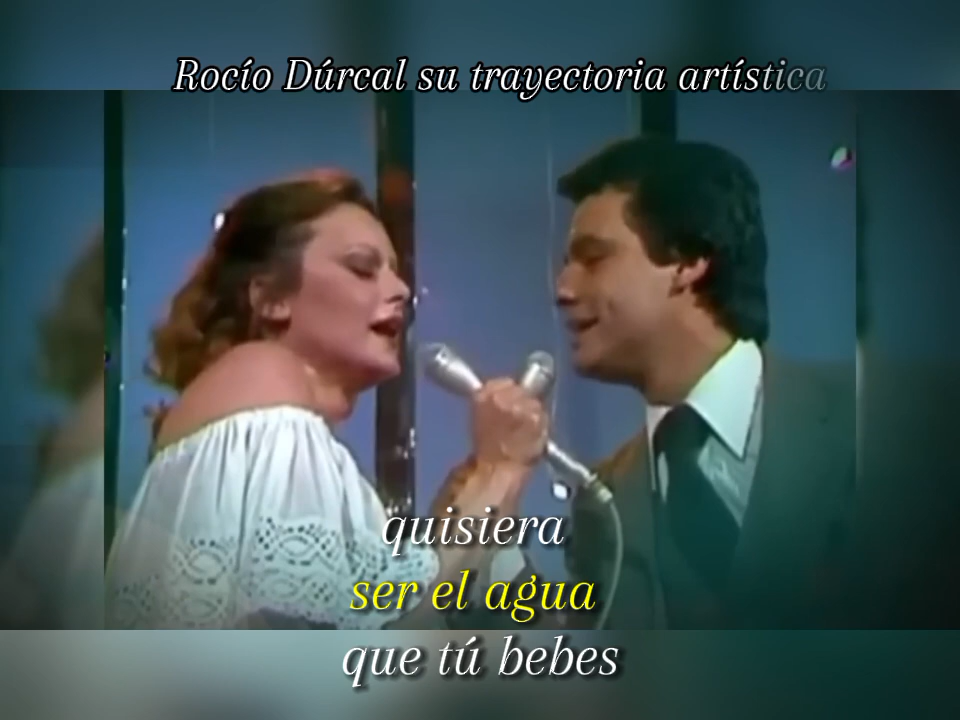 Rocío Dúrcal su trayectoria artística
quisiera
ser el agua
que tú bebes